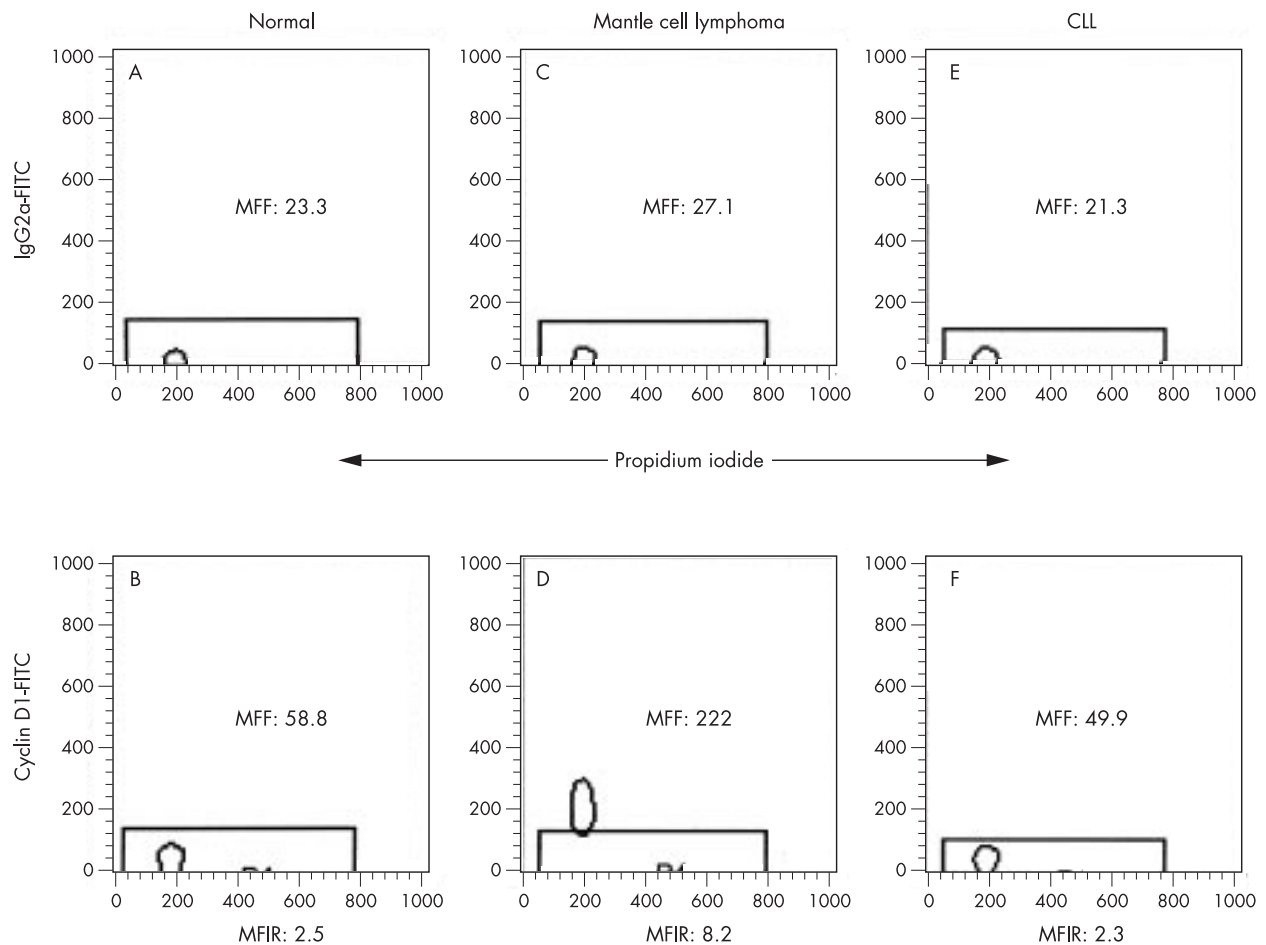 Normal Mantle cell lymphoma CLL
IgG2a-FITC
A
1000
800
600
400
200
0
MFF: 23.3
0 200 400 600 800 1000
C
1000
800
600
400
200
0
MFF: 27.1
0 200 400 600 800 1000
E
1000
800
600
400
200
0
MFF: 21.3
0 200 400 600 800 1000
Propidium iodide
Cyclin D1-FITC
B
1000
800
600
400
200
0
MFF: 58.8
0 200 400 600 800 1000
MFIR: 2.5
D
1000
800
600
400
200
0
MFF: 222
0 200 400 600 800 1000
MFIR: 8.2
F
1000
800
600
400
200
0
MFF: 49.9
0 200 400 600 800 1000
MFIR: 2.3